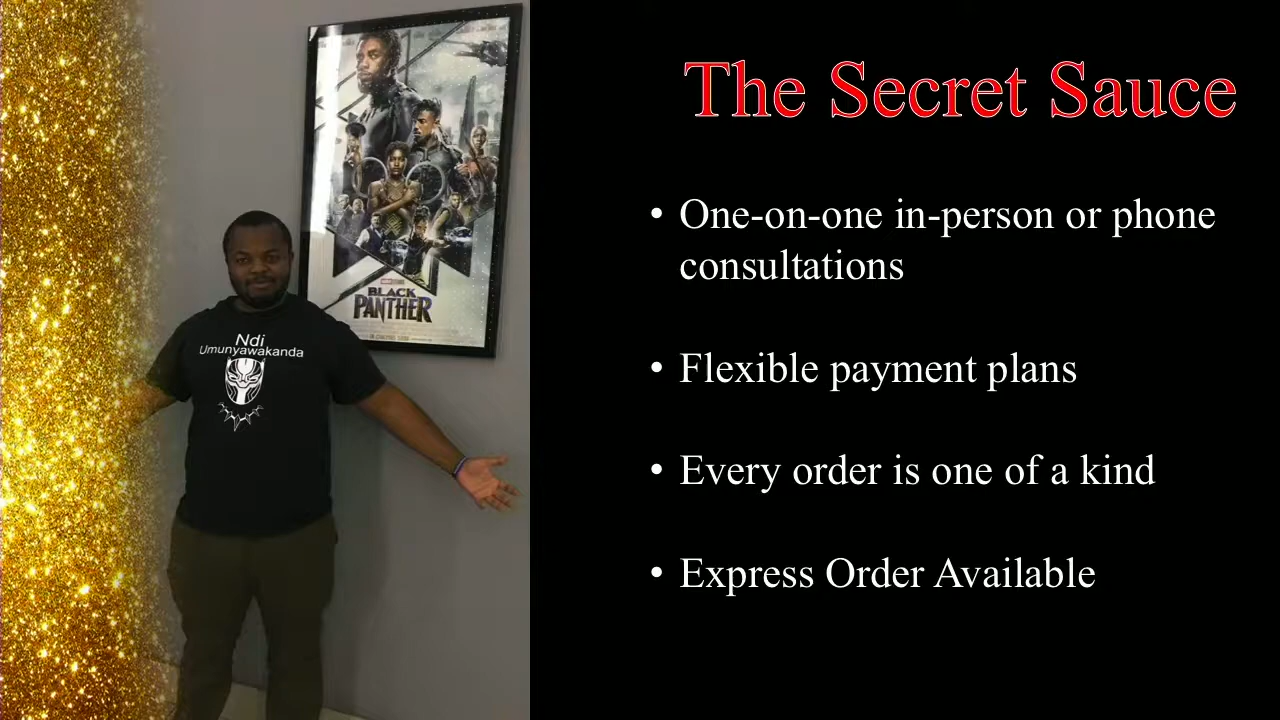 The Secret Sauce
• One-on-one in-person or phone
consultations
• Flexible payment plans
• Every order is one of a kind
• Express Order Available
Ndi
Umunyawakanda
BLACK
PANTHER